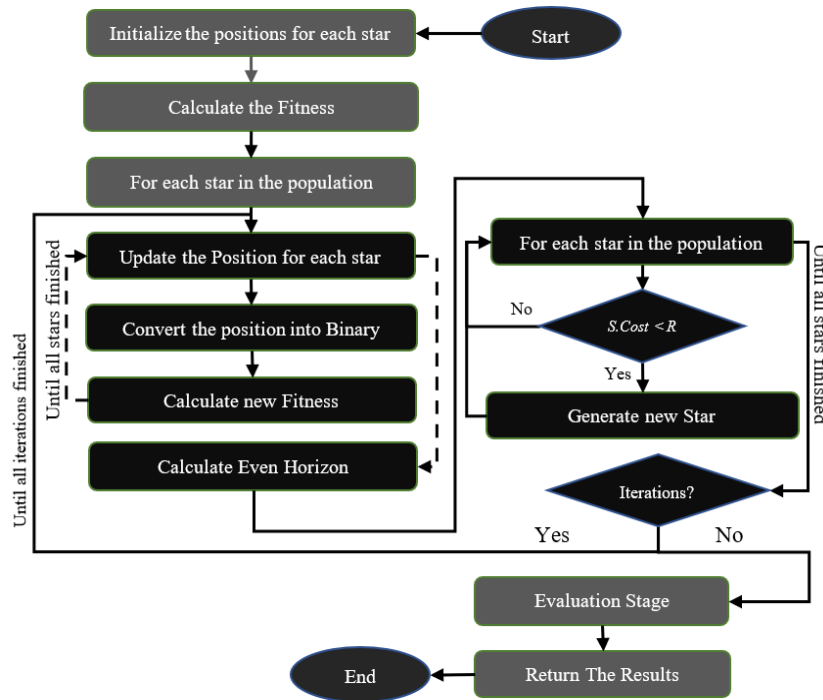 Start
Initialize the positions for each star
Calculate the Fitness
For each star in the population
Until all iterations finished
Until all stars finished
Update the Position for each star
Convert the position into Binary
Calculate new Fitness
Calculate Even Horizon
For each star in the population
S.Cost < R
No
Yes
Generate new Star
Until all stars finished
Iterations?
Yes
No
Evaluation Stage
Return The Results
End